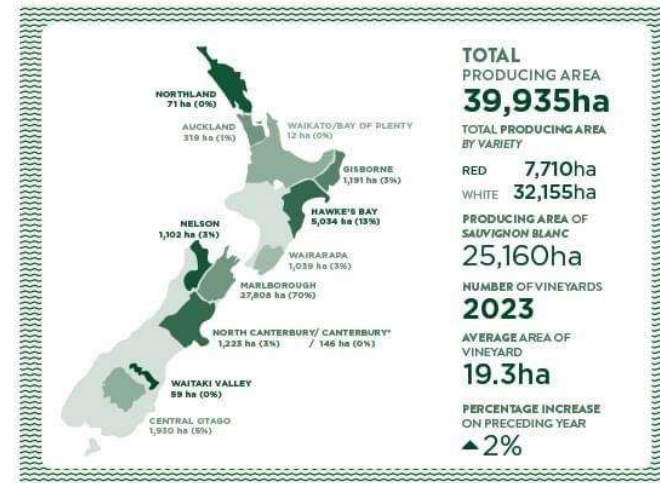 NORTHLAND
71 ha (0%)
AUCKLAND
319 ha (1%)
WAIKATO/BAY OF PLENTY
12 ha (0%)
GISBORNE
1,191 ha (3%)
HAWKE'S BAY
5,034 ha (13%)
NELSON
1,102 ha (3%)
WAIRARAPA
1,039 ha (3%)
MARLBOROUGH
27,808 ha (70%)
NORTH CANTERBURY/ CANTERBURY*
1,223 ha (3%) / 146 ha (0%)
WAITAKI VALLEY
59 ha (0%)
CENTRAL OTAGO
1,930 ha (5%)
TOTAL
PRODUCING AREA
39,935ha
TOTAL PRODUCING AREA
BY VARIETY
RED 7,710ha
WHITE 32,155ha
PRODUCING AREA OF
SAUVIGNON BLANC
25,160ha
NUMBER OF VINEYARDS
2023
AVERAGE AREA OF
VINEYARD
19.3ha
PERCENTAGE INCREASE
ON PRECEDING YEAR
▲2%